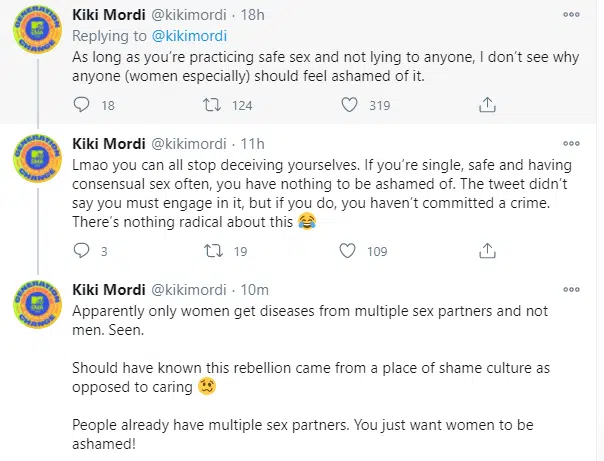 Kiki Mordi @kikimordi · 18h
Replying to @kikimordi
As long as you’re practicing safe sex and not lying to anyone, I don’t see why
anyone (women especially) should feel ashamed of it.
18 124 319
Kiki Mordi @kikimordi · 11h
Lmao you can all stop deceiving yourselves. If you’re single, safe and having
consensual sex often, you have nothing to be ashamed of. The tweet didn’t
say you must engage in it, but if you do, you haven’t committed a crime.
There’s nothing radical about this 😂
3 19 109
Kiki Mordi @kikimordi · 10m
Apparently only women get diseases from multiple sex partners and not
men. Seen.
Should have known this rebellion came from a place of shame culture as
opposed to caring 🥴
People already have multiple sex partners. You just want women to be
ashamed!
GENERATION
CHANGE
GENERATION
CHANGE
GENERATION
CHANGE